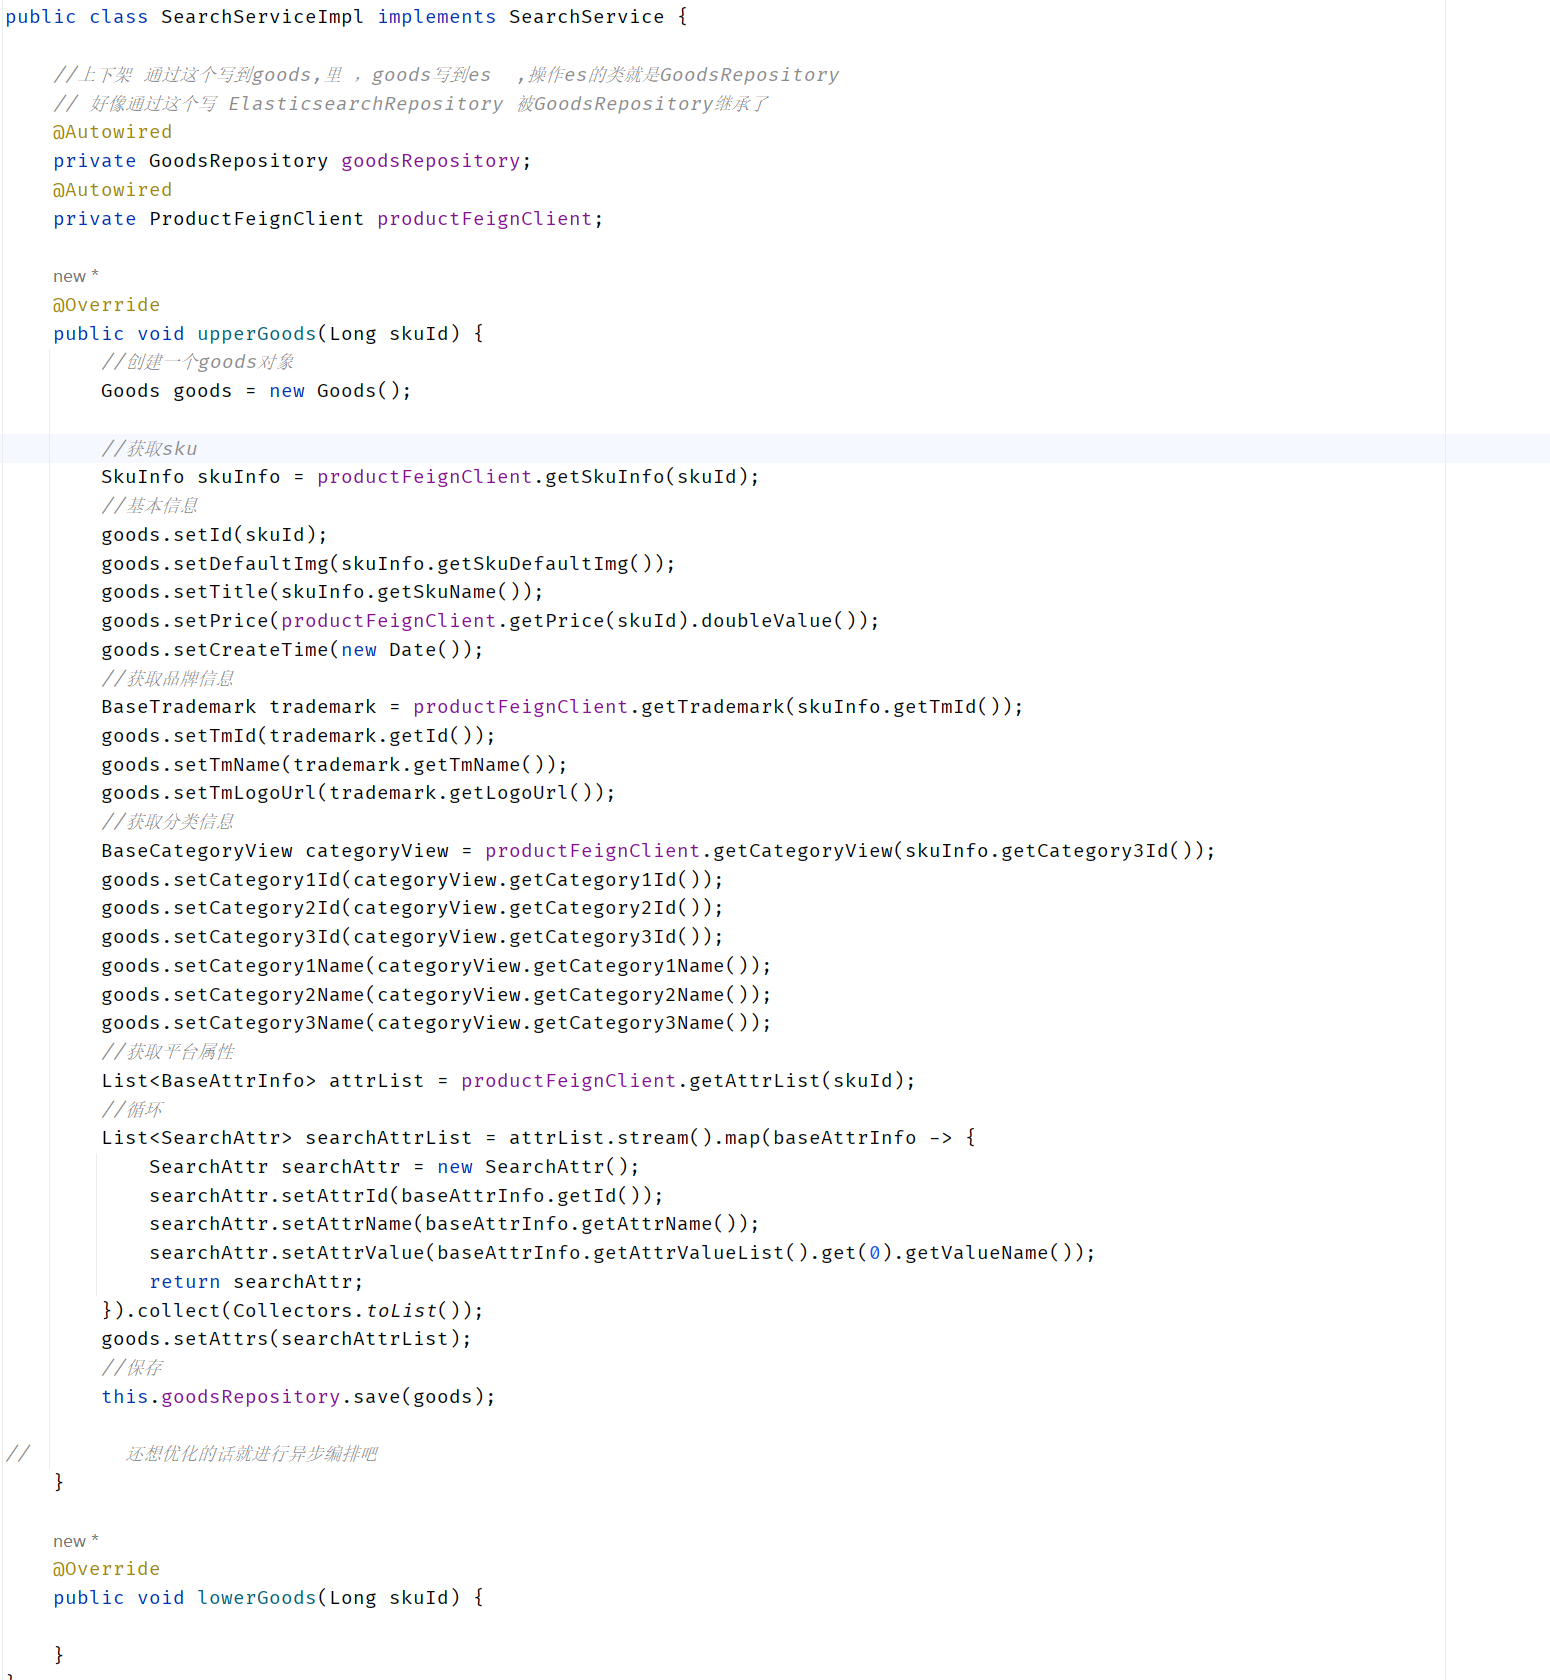 public class SearchServiceImpl implements SearchService {
//上下架 通过这个写到goods,里 ，goods写到es  ,操作es的类就是GoodsRepository
// 好像通过这个写 ElasticsearchRepository 被GoodsRepository继承了
@Autowired
private GoodsRepository goodsRepository;
@Autowired
private ProductFeignClient productFeignClient;
new *
@Override
public void upperGoods(Long skuId) {
//创建一个goods对象
Goods goods = new Goods();
//获取sku
SkuInfo skuInfo = productFeignClient.getSkuInfo(skuId);
//基本信息
goods.setId(skuId);
goods.setDefaultImg(skuInfo.getSkuDefaultImg());
goods.setTitle(skuInfo.getSkuName());
goods.setPrice(productFeignClient.getPrice(skuId).doubleValue());
goods.setCreateTime(new Date());
//获取品牌信息
BaseTrademark trademark = productFeignClient.getTrademark(skuInfo.getTmId());
goods.setTmId(trademark.getId());
goods.setTmName(trademark.getTmName());
goods.setTmLogoUrl(trademark.getLogoUrl());
//获取分类信息
BaseCategoryView categoryView = productFeignClient.getCategoryView(skuInfo.getCategory3Id());
goods.setCategory1Id(categoryView.getCategory1Id());
goods.setCategory2Id(categoryView.getCategory2Id());
goods.setCategory3Id(categoryView.getCategory3Id());
goods.setCategory1Name(categoryView.getCategory1Name());
goods.setCategory2Name(categoryView.getCategory2Name());
goods.setCategory3Name(categoryView.getCategory3Name());
//获取平台属性
List<BaseAttrInfo> attrList = productFeignClient.getAttrList(skuId);
//循环
List<SearchAttr> searchAttrList = attrList.stream().map(baseAttrInfo -> {
SearchAttr searchAttr = new SearchAttr();
searchAttr.setAttrId(baseAttrInfo.getId());
searchAttr.setAttrName(baseAttrInfo.getAttrName());
searchAttr.setAttrValue(baseAttrInfo.getAttrValueList().get(0).getValueName());
return searchAttr;
}).collect(Collectors.toList());
goods.setAttrs(searchAttrList);
//保存
this.goodsRepository.save(goods);
//        还想优化的话就进行异步编排吧
}
new *
@Override
public void lowerGoods(Long skuId) {
}